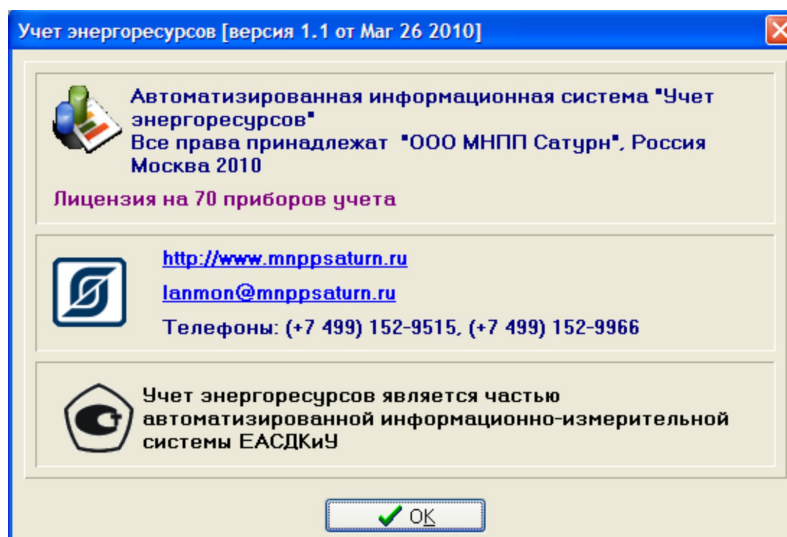 Учет энергоресурсов [версия 1.1 от Mar 26 2010]
Автоматизированная информационная система "Учет
энергоресурсов"
Все права принадлежат "ООО МНПП Сатурн", Россия
Москва 2010
Лицензия на 70 приборов учета
http://www.mnppsaturn.ru
lanmon@mnppsaturn.ru
Телефоны: (+7 499) 152-9515, (+7 499) 152-9966
Учет энергоресурсов является частью
автоматизированной информационно-измерительной
системы ЕАСДКиУ
OK